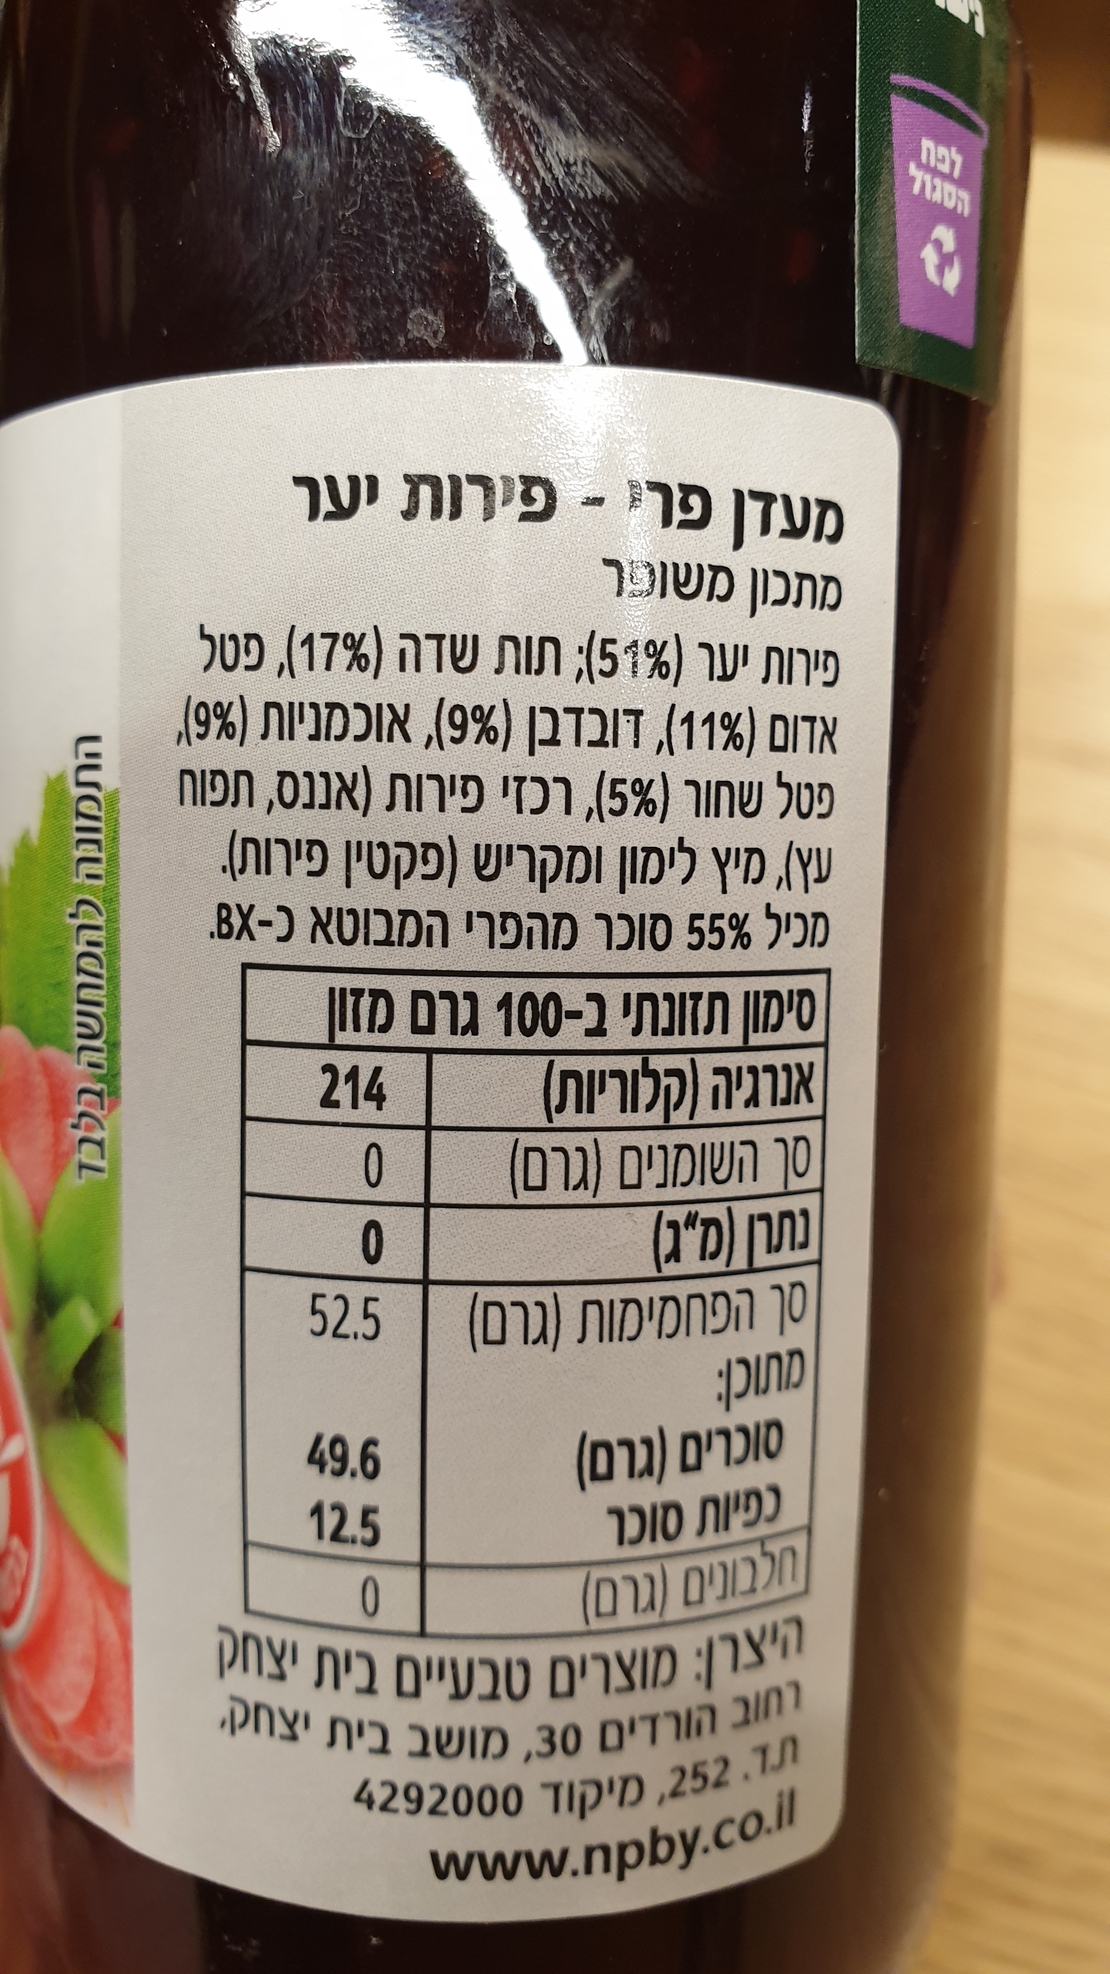 לפח
הסגול
מעדן פרי - פירות יער
מתכון משופר
פירות יער (51%); תות שדה (17%), פטל
אדום (11%), דובדבן (9%), אוכמניות (9%),
פטל שחור (5%), רכזי פירות (אננס, תפוח
עץ), מיץ לימון ומקריש (פקטין פירות).
מכיל 55% סוכר מהפרי המבוטא כ-BX.
סימון תזונתי ב-100 גרם מזון
אנרגיה (קלוריות) 214
סך השומנים (גרם) 0
נתרן (מ"ג) 0
סך הפחמימות (גרם) 52.5
מתוכן:
סוכרים (גרם) 49.6
כפיות סוכר 12.5
חלבונים (גרם) 0
היצרן: מוצרים טבעיים בית יצחק
רחוב הורדים 30, מושב בית יצחק,
ת.ד. 252, מיקוד 4292000
www.npby.co.il
התמונה להמחשה בלבד